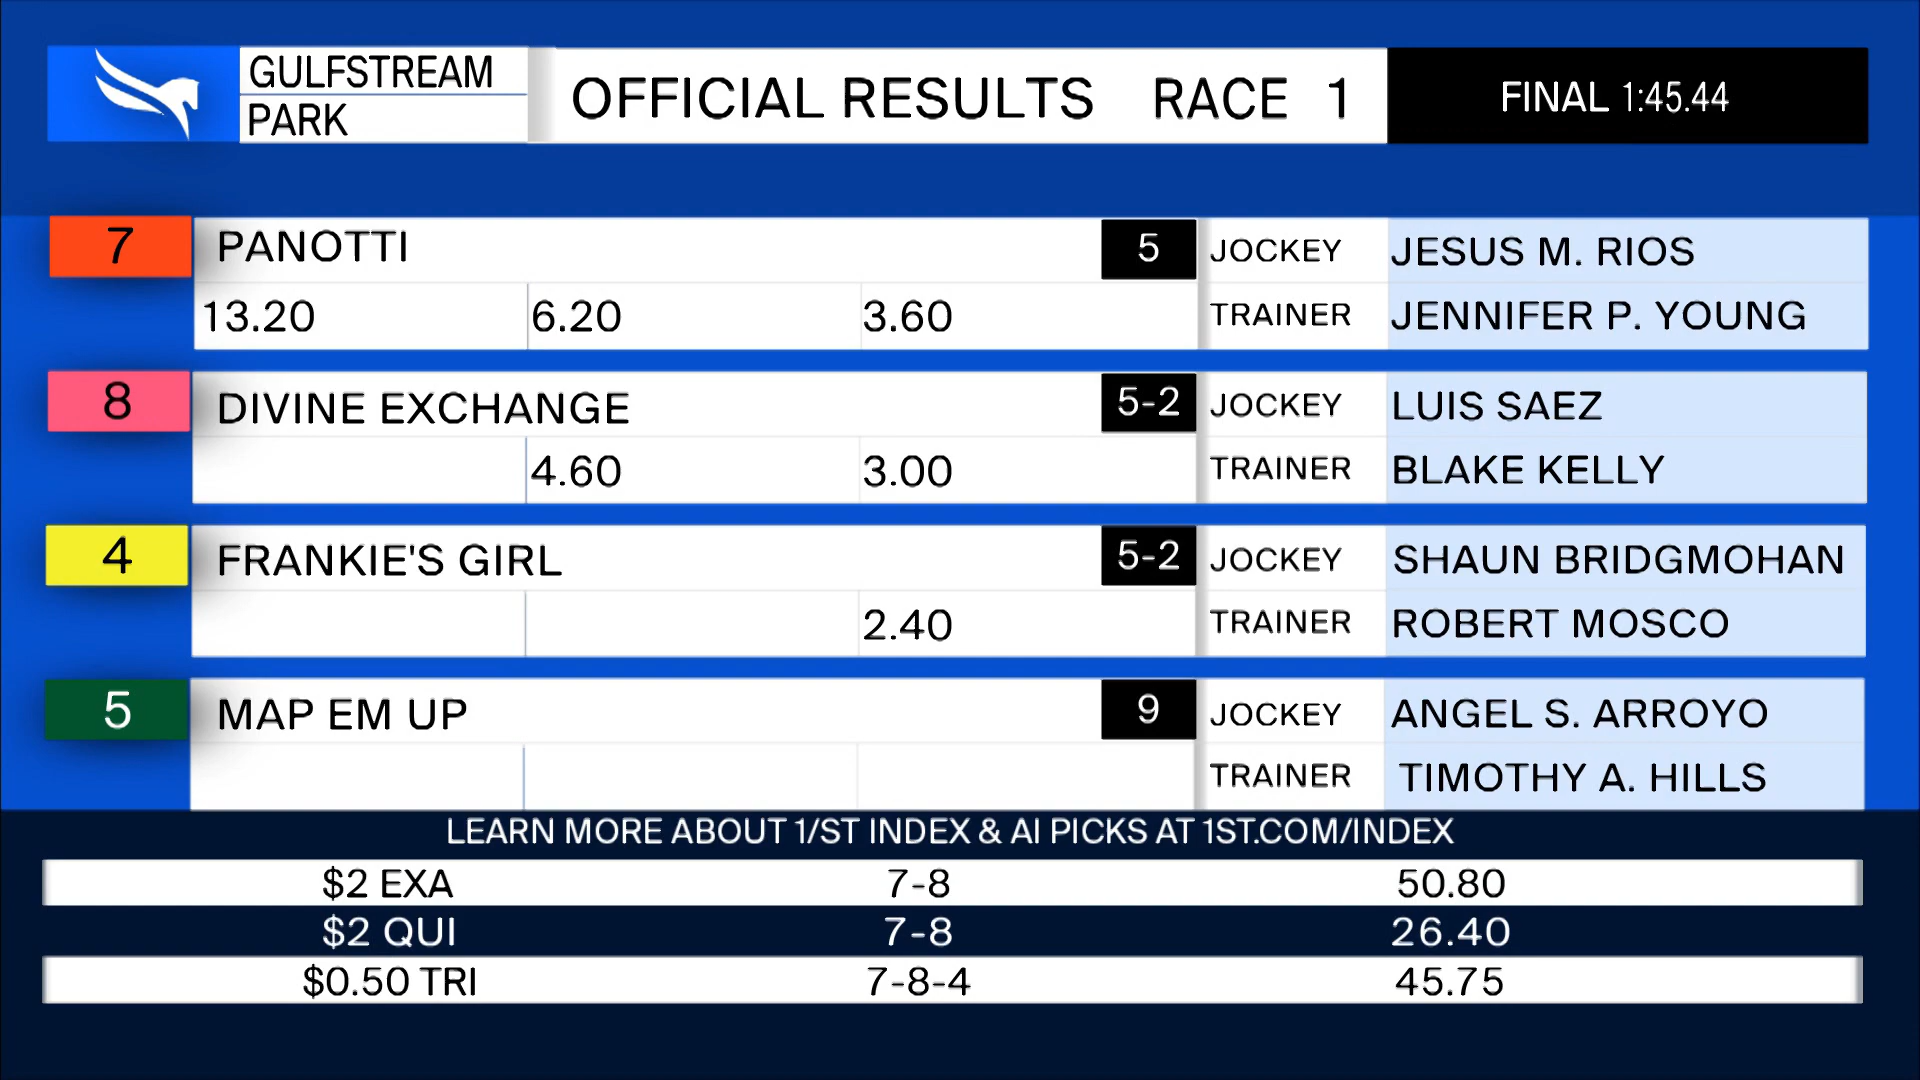 GULFSTREAM
PARK
OFFICIAL RESULTS RACE 1
FINAL 1:45.44
7 PANOTTI 5 JOCKEY JESUS M. RIOS
13.20 6.20 3.60 TRAINER JENNIFER P. YOUNG
8 DIVINE EXCHANGE 5-2 JOCKEY LUIS SAEZ
4.60 3.00 TRAINER BLAKE KELLY
4 FRANKIE'S GIRL 5-2 JOCKEY SHAUN BRIDGMOHAN
2.40 TRAINER ROBERT MOSCO
5 MAP EM UP 9 JOCKEY ANGEL S. ARROYO
TRAINER TIMOTHY A. HILLS
LEARN MORE ABOUT 1/ST INDEX & AI PICKS AT 1ST.COM/INDEX
$2 EXA 7-8 50.80
$2 QUI 7-8 26.40
$0.50 TRI 7-8-4 45.75